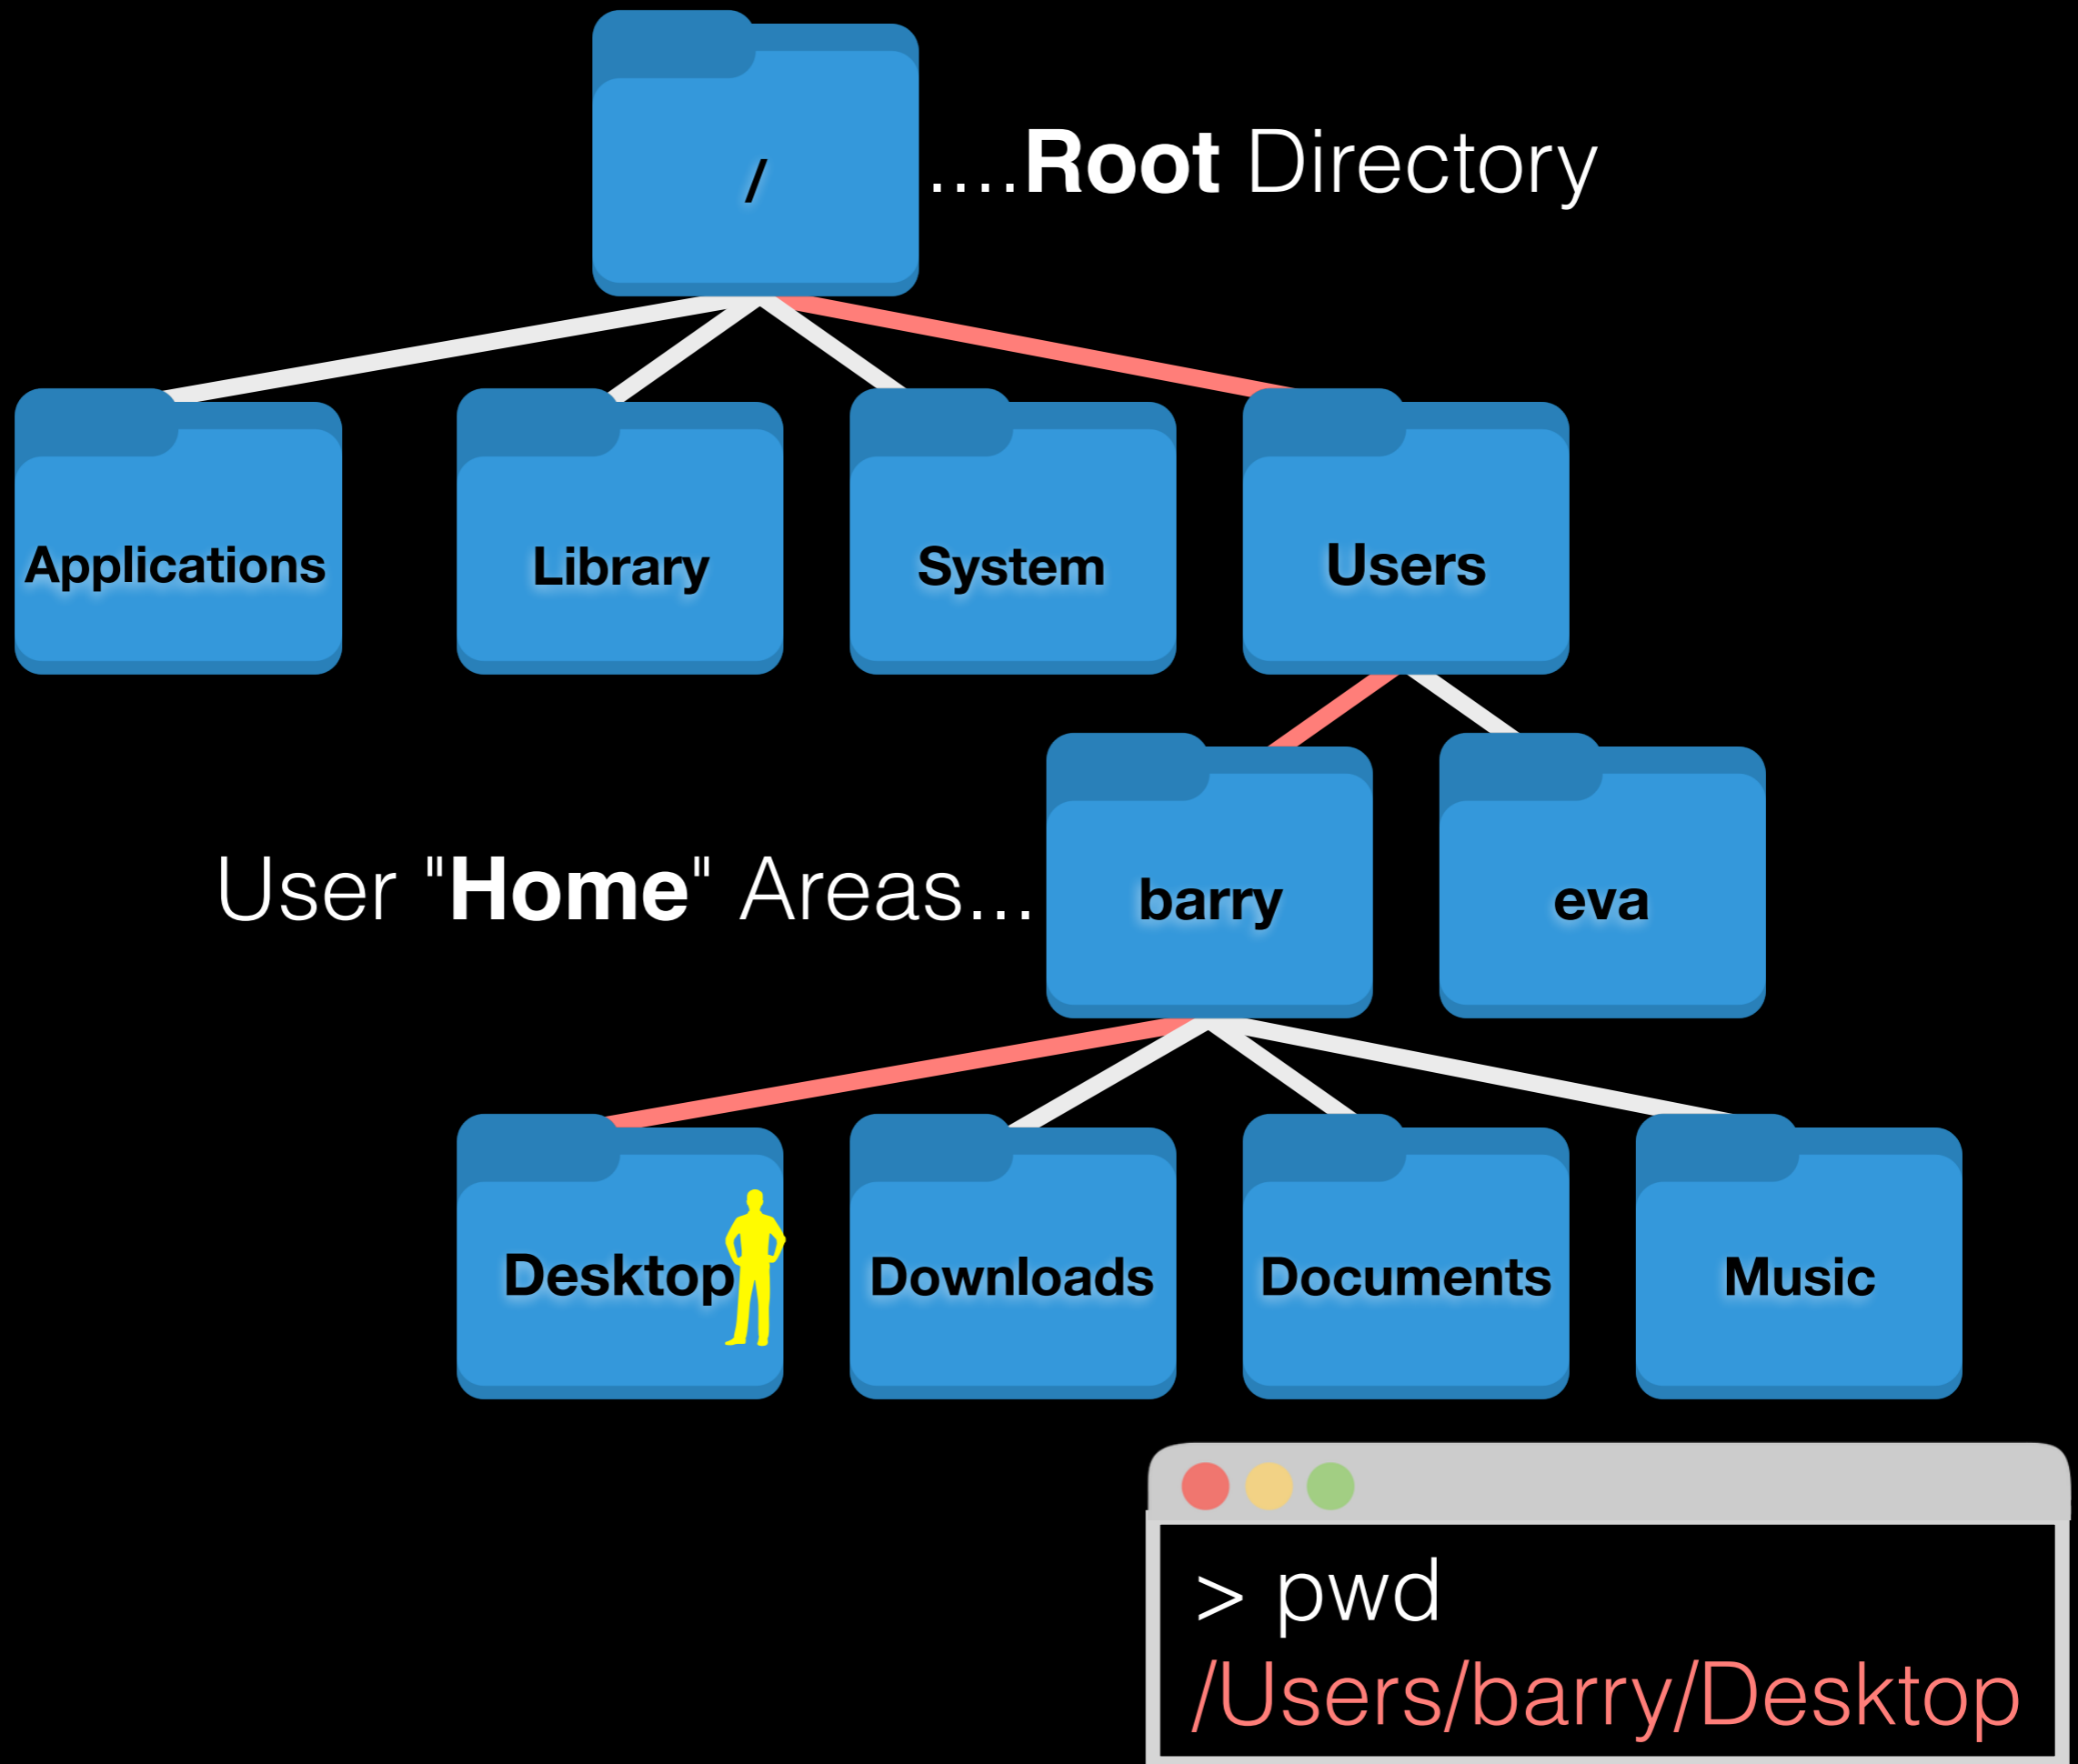 /
....Root Directory
Applications
Library
System
Users
User "Home" Areas...
barry
eva
Desktop
Downloads
Documents
Music
> pwd
/Users/barry/Desktop